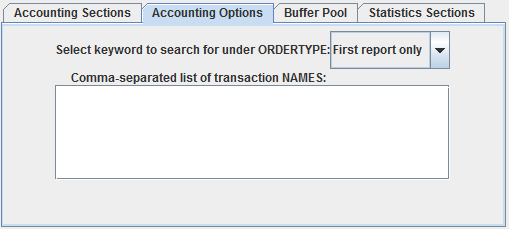 Accounting Sections Accounting Options Buffer Pool Statistics Sections
Select keyword to search for under ORDERTYPE: First report only
Comma-separated list of transaction NAMES: